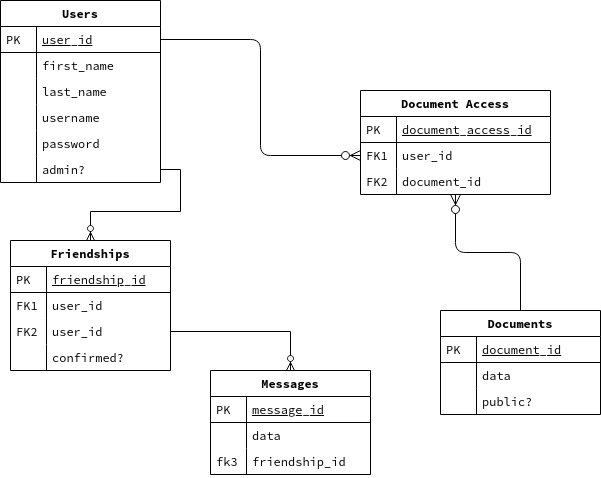 Users
PK user_id
first_name
last_name
username
password
admin?
Document Access
PK document_access_id
FK1 user_id
FK2 document_id
Friendships
PK friendship_id
FK1 user_id
FK2 user_id
confirmed?
Documents
PK document_id
data
public?
Messages
PK message_id
data
fk3 friendship_id